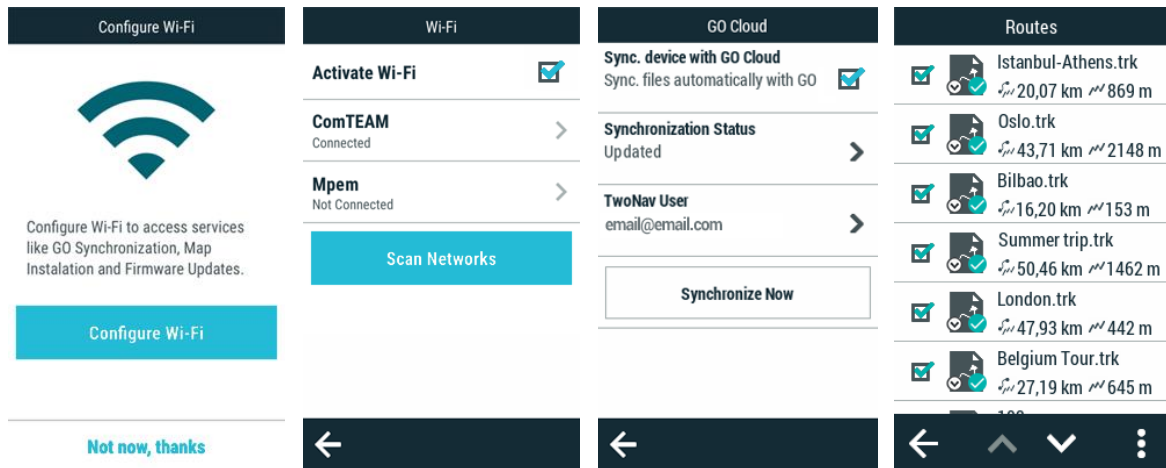 Configure Wi-Fi
Configure Wi-Fi to access services
like GO Synchronization, Map
Instalation and Firmware Updates.
Configure Wi-Fi
Not now, thanks
Wi-Fi
Activate Wi-Fi
ComTEAM
Connected
Mpem
Not Connected
Scan Networks
GO Cloud
Sync. device with GO Cloud
Sync. files automatically with GO
Synchronization Status
Updated
TwoNav User
email@email.com
Synchronize Now
Routes
Istanbul-Athens.trk
20,07 km 869 m
Oslo.trk
43,71 km 2148 m
Bilbao.trk
16,20 km 153 m
Summer trip.trk
50,46 km 1462 m
London.trk
47,93 km 442 m
Belgium Tour.trk
27,19 km 645 m